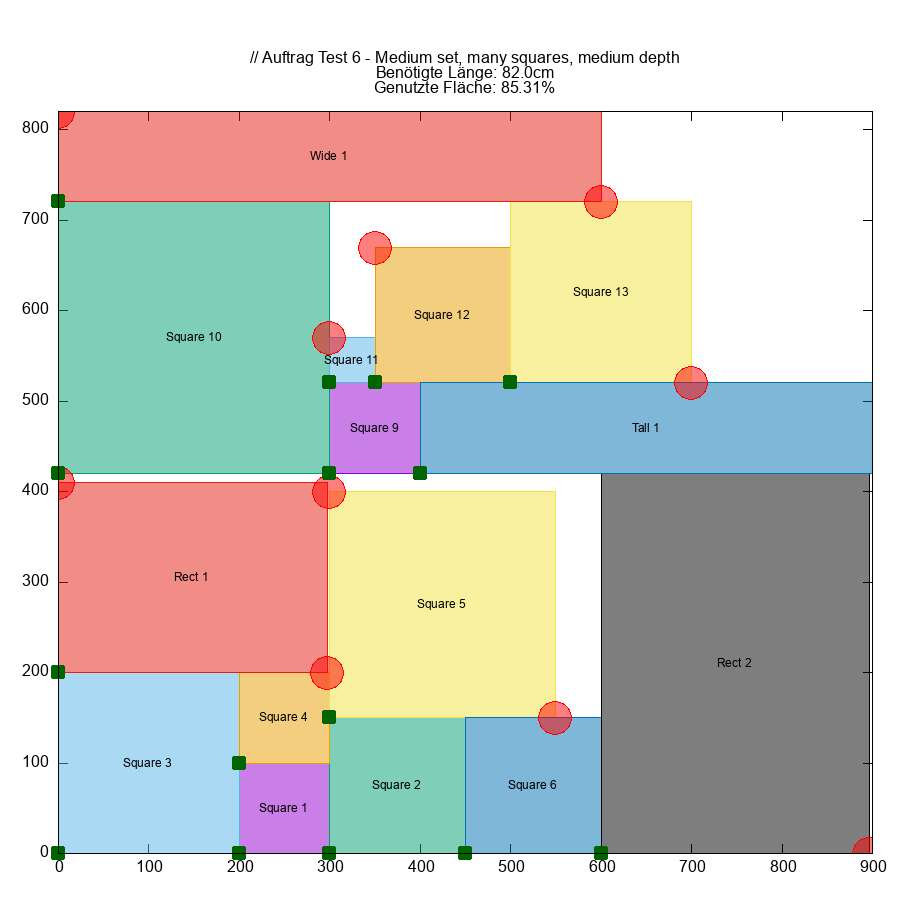 // Auftrag Test 6 - Medium set, many squares, medium depth
Benötigte Länge: 82.0cm
Genutzte Fläche: 85.31%
800
Wide 1
700
Square 13
Square 12
600
Square 10
Square 11
500
Square 9
Tall 1
400
Rect 1
Square 5
300
Rect 2
200
Square 4
Square 3
100
Square 2
Square 6
Square 1
0
0 100 200 300 400 500 600 700 800 900